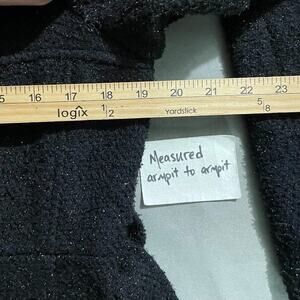 15 16 17 18 19 20 21 22 23
logix 1|2 Yardstick 5|8
Measured
armpit to armpit